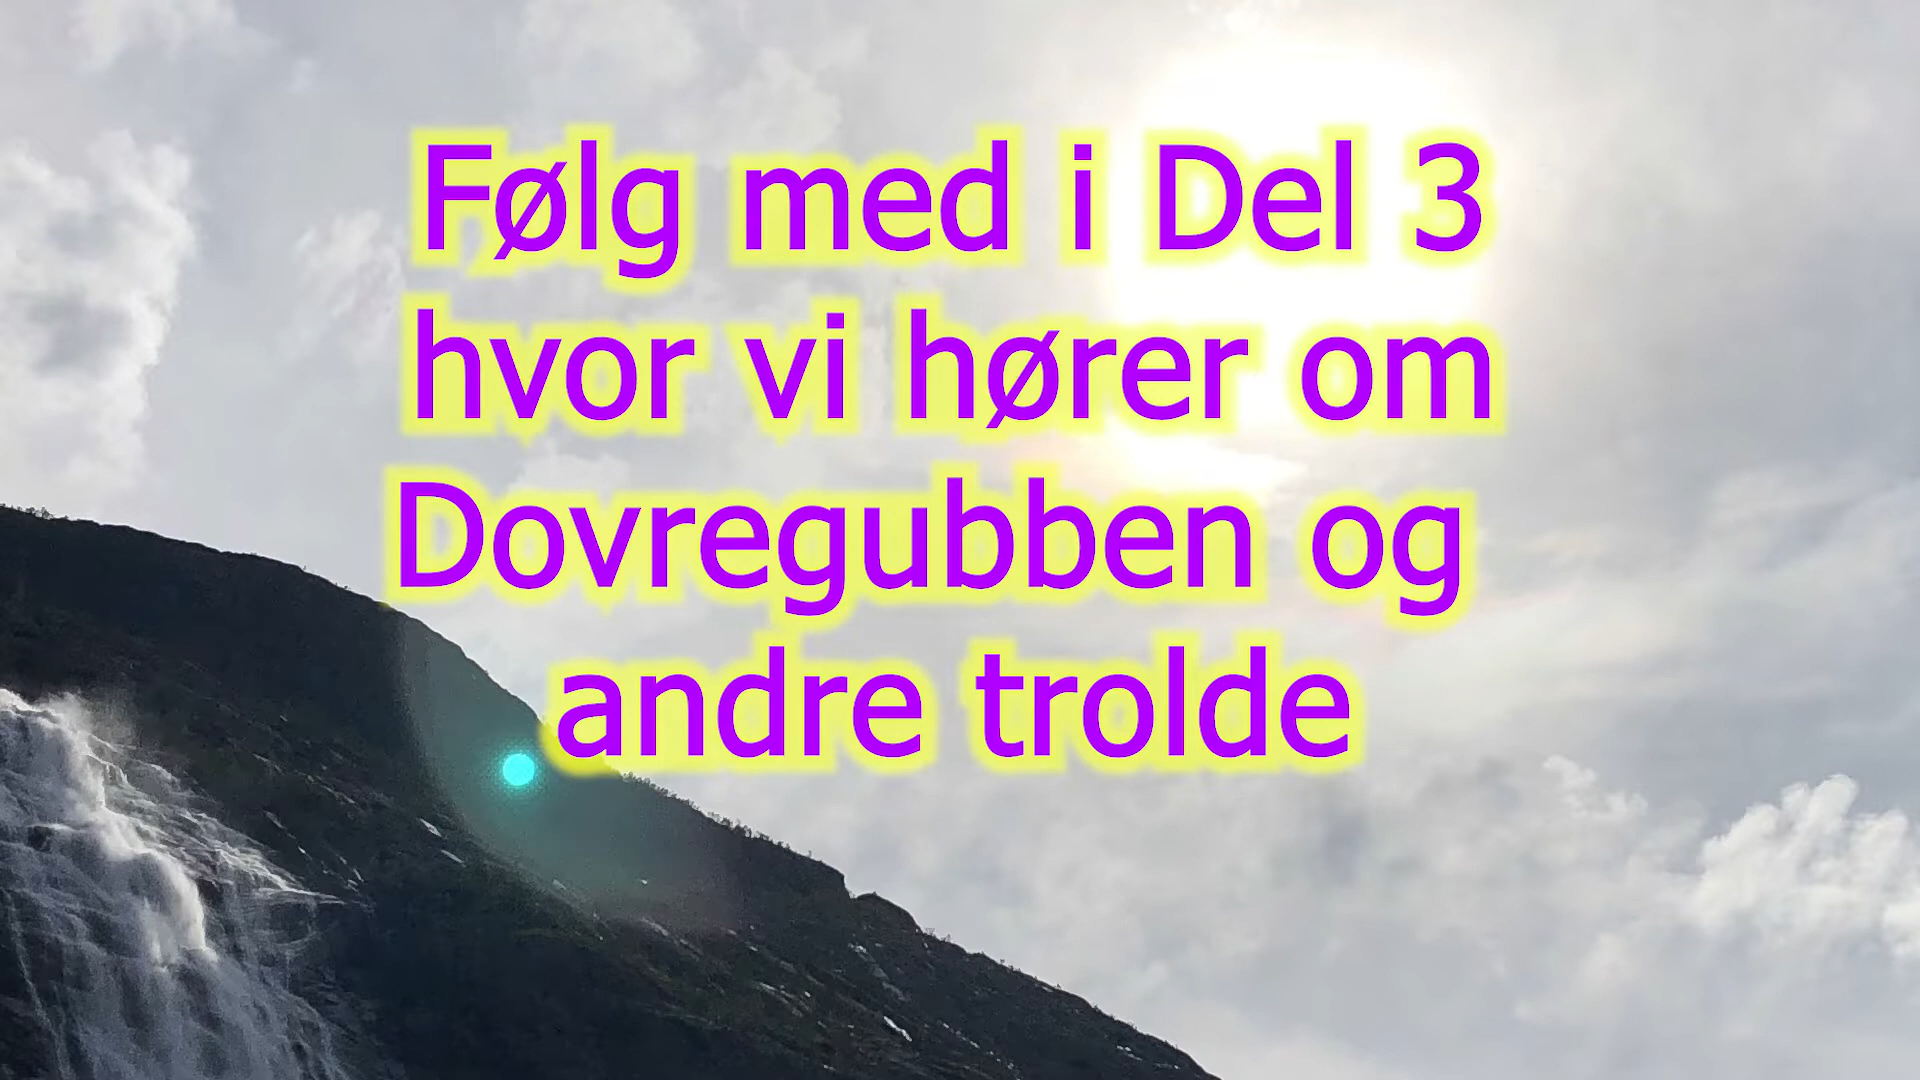 Følg med i Del 3
hvor vi hører om
Dovregubben og
andre trolde